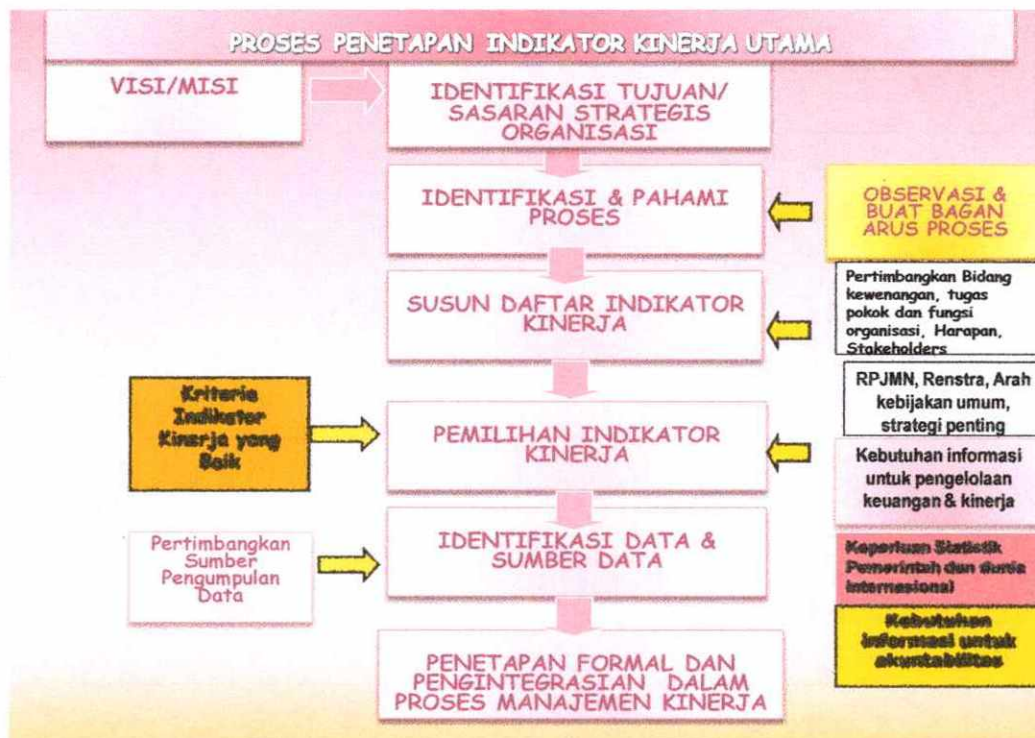 PROSES PENETAPAN INDIKATOR KINERJA UTAMA
VISI/MISI
IDENTIFIKASI TUJUAN/
SASARAN STRATEGIS
ORGANISASI
IDENTIFIKASI & PAHAMI
PROSES
OBSERVASI &
BUAT BAGAN
ARUS PROSES
SUSUN DAFTAR INDIKATOR
KINERJA
Pertimbangkan Bidang
kewenangan, tugas
pokok dan fungsi
organisasi, Harapan,
Stakeholders
Kriteria
Indikator
Kinerja yang
Baik
PEMILIHAN INDIKATOR
KINERJA
RPJMN, Renstra, Arah
kebijakan umum,
strategi penting
Kebutuhan informasi
untuk pengelolaan
keuangan & kinerja
Pertimbangkan
Sumber
Pengumpulan
Data
IDENTIFIKASI DATA &
SUMBER DATA
Keperluan Statistik
Pemerintah dan dunia
Internasional
Kebutuhan
informasi untuk
akuntabilitas
PENETAPAN FORMAL DAN
PENGINTEGRASIAN DALAM
PROSES MANAJEMEN KINERJA